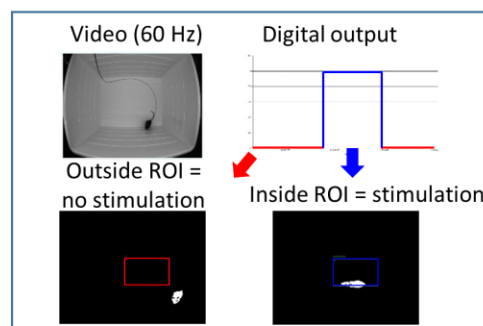 Video (60 Hz)
Digital output
Outside ROI =
no stimulation
Inside ROI = stimulation